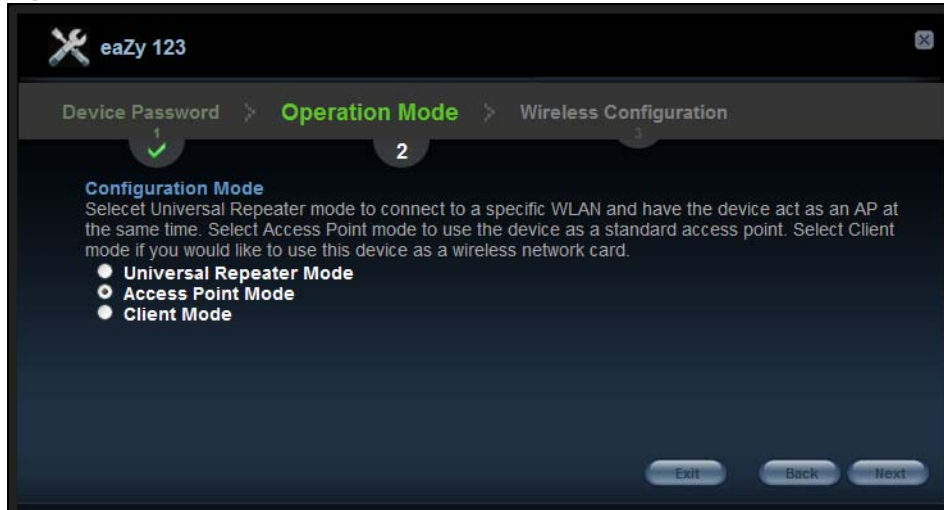 eaZy 123
Device Password > Operation Mode > Wireless Configuration
1 2 3
Configuration Mode
Selecet Universal Repeater mode to connect to a specific WLAN and have the device act as an AP at
the same time. Select Access Point mode to use the device as a standard access point. Select Client
mode if you would like to use this device as a wireless network card.
Universal Repeater Mode
Access Point Mode
Client Mode
Exit Back Next